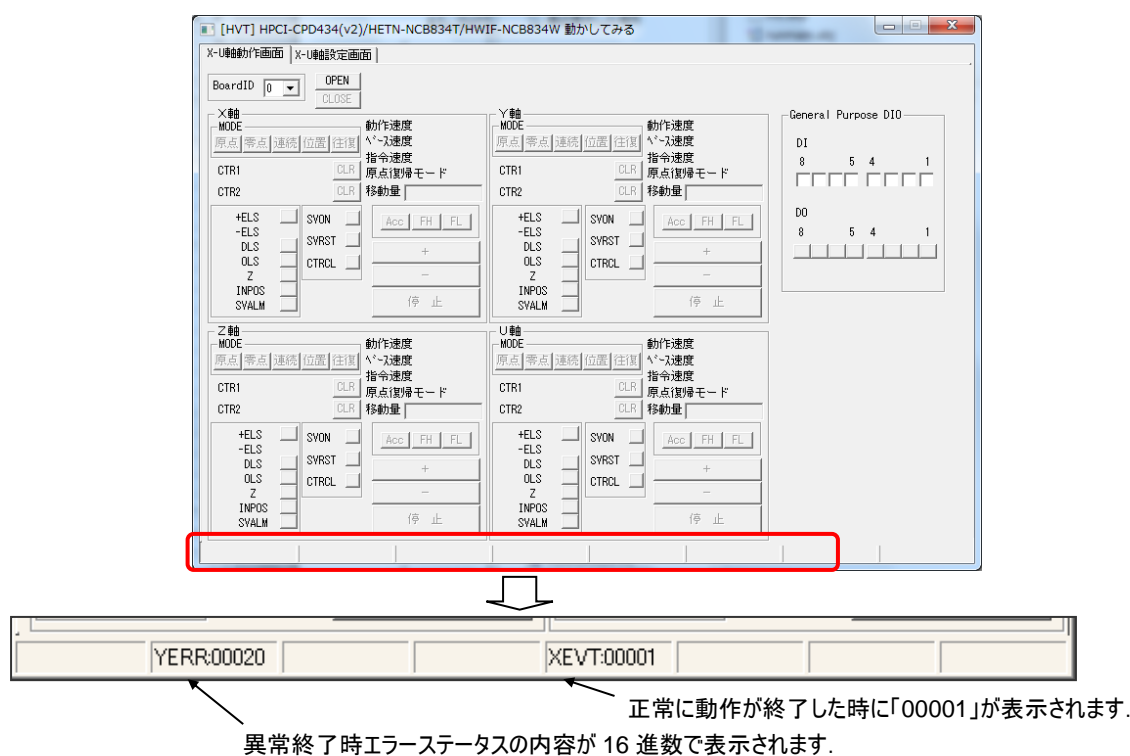 [HVT] HPCI-CPD434(v2)/HETN-NCB834T/HWIF-NCB834W 動かしてみる
X-U軸動作画面 X-U軸設定画面
BoardID 0 OPEN
CLOSE
X軸
MODE
原点 零点 連続 位置 往復
動作速度
ベース速度
指令速度
原点復帰モード
CTR1 CLR
CTR2 CLR 移動量
+ELS
-ELS
DLS
OLS
Z
INPOS
SVALM
SVON
SVRST
CTRCL
Acc FH FL
+
-
停 止
Y軸
MODE
原点 零点 連続 位置 往復
動作速度
ベース速度
指令速度
原点復帰モード
CTR1 CLR
CTR2 CLR 移動量
+ELS
-ELS
DLS
OLS
Z
INPOS
SVALM
SVON
SVRST
CTRCL
Acc FH FL
+
-
停 止
General Purpose DIO
DI
8 5 4 1
DO
8 5 4 1
Z軸
MODE
原点 零点 連続 位置 往復
動作速度
ベース速度
指令速度
原点復帰モード
CTR1 CLR
CTR2 CLR 移動量
+ELS
-ELS
DLS
OLS
Z
INPOS
SVALM
SVON
SVRST
CTRCL
Acc FH FL
+
-
停 止
U軸
MODE
原点 零点 連続 位置 往復
動作速度
ベース速度
指令速度
原点復帰モード
CTR1 CLR
CTR2 CLR 移動量
+ELS
-ELS
DLS
OLS
Z
INPOS
SVALM
SVON
SVRST
CTRCL
Acc FH FL
+
-
停 止
YERR:00020 XEVT:00001
正常に動作が終了した時に「00001」が表示されます.
異常終了時エラーステータスの内容が 16 進数で表示されます.